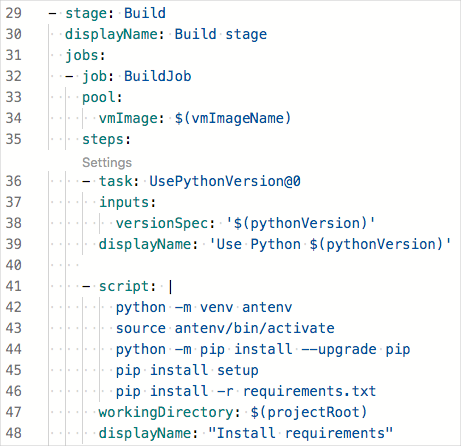 29 - stage: Build
30 displayName: Build stage
31 jobs:
32 - job: BuildJob
33 pool:
34 vmImage: $(vmImageName)
35 steps:
Settings
36 - task: UsePythonVersion@0
37 inputs:
38 versionSpec: '$(pythonVersion)'
39 displayName: 'Use Python $(pythonVersion)'
40
41 - script: |
42 python -m venv antenv
43 source antenv/bin/activate
44 python -m pip install --upgrade pip
45 pip install setup
46 pip install -r requirements.txt
47 workingDirectory: $(projectRoot)
48 displayName: "Install requirements"